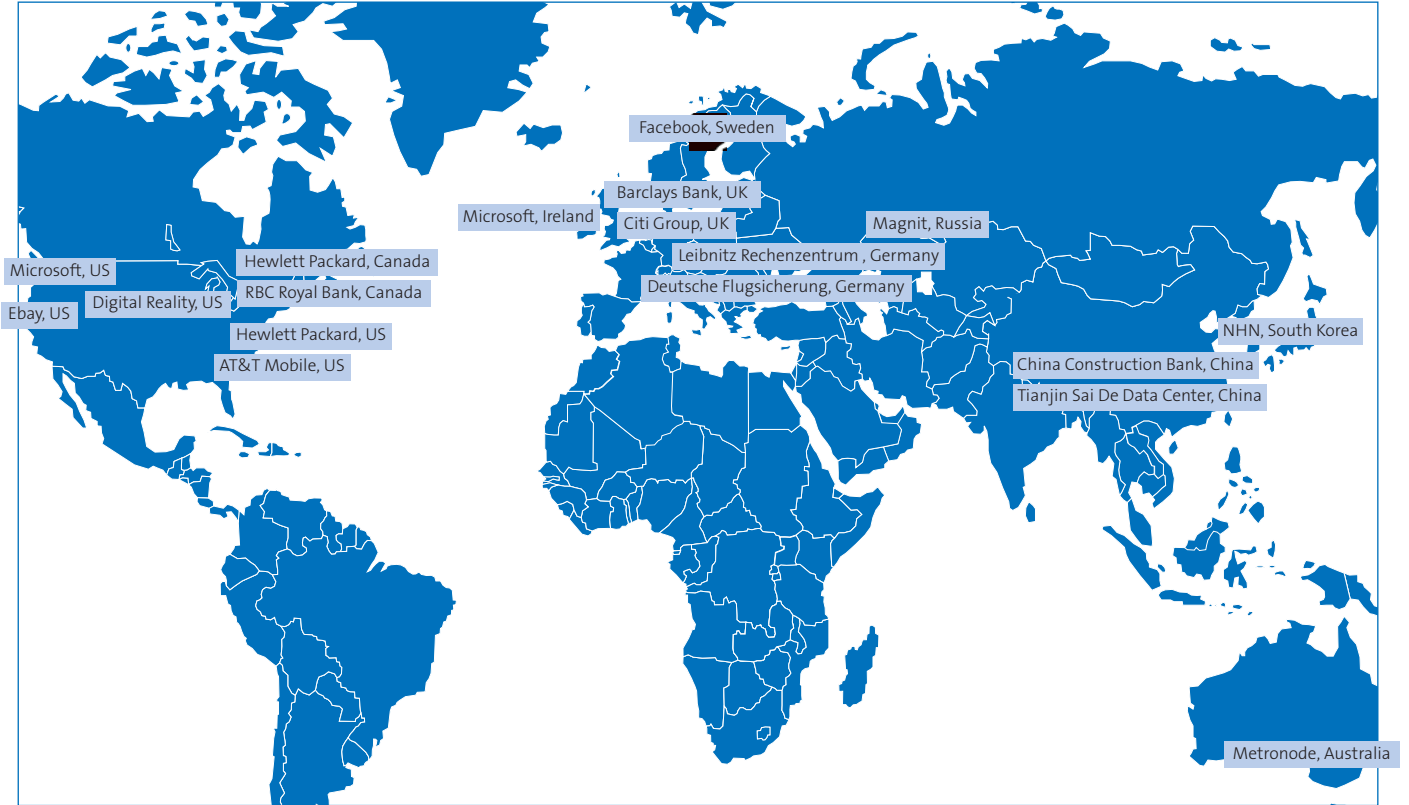 Facebook, Sweden
Barclays Bank, UK
Microsoft, Ireland
Citi Group, UK
Magnit, Russia
Leibnitz Rechenzentrum , Germany
Deutsche Flugsicherung, Germany
Hewlett Packard, Canada
Microsoft, US
RBC Royal Bank, Canada
Digital Reality, US
Ebay, US
Hewlett Packard, US
AT&T Mobile, US
NHN, South Korea
China Construction Bank, China
Tianjin Sai De Data Center, China
Metronode, Australia